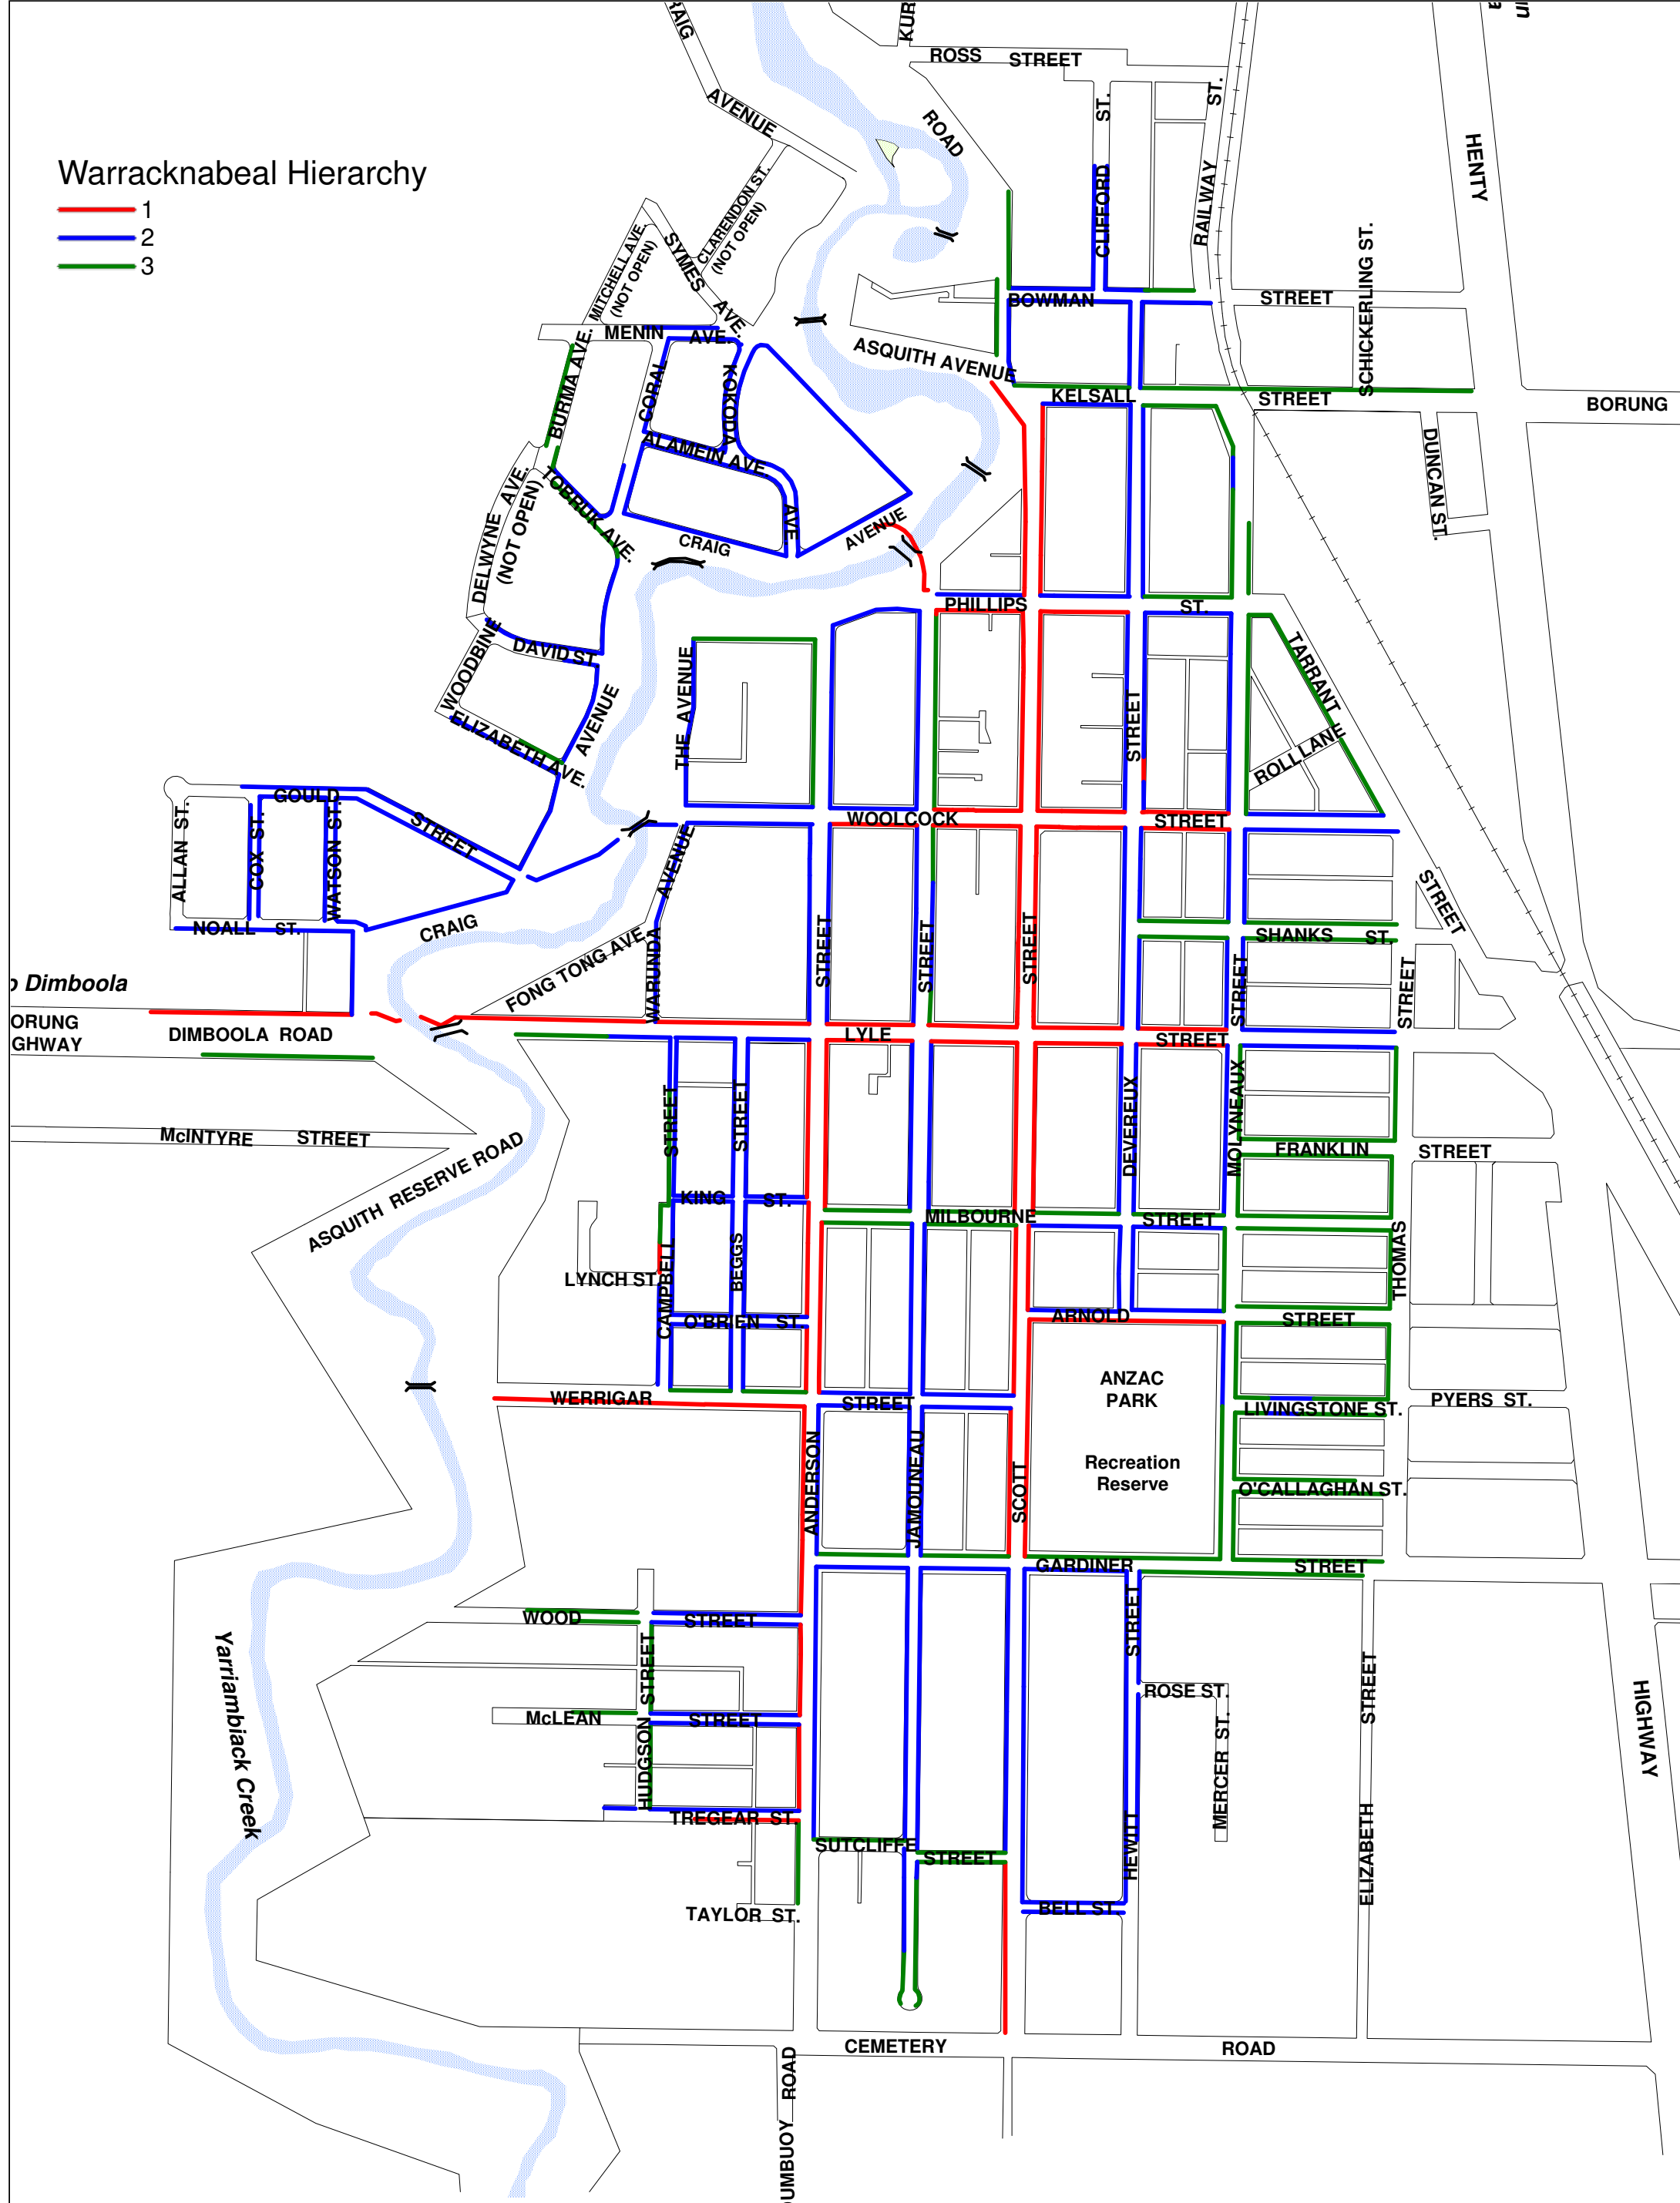 ROSS STREET
AVENUE
ROAD
ST.
ST.
HENTY
Warracknabeal Hierarchy
1
2
3
CLARENDON ST.
(NOT OPEN)
MITCHELL AVE.
(NOT OPEN)
SYMES AVE.
CLIFFORD
RAILWAY
SCHICKERLING ST.
BOWMAN STREET
MENIN AVE.
ASQUITH AVENUE
BURMA AVE.
CORAL
KOKODA
KELSALL STREET
BORUNG
ALAMEIN AVE.
DUNCAN ST.
TOBRUK AVE.
DELWYNE AVE.
(NOT OPEN)
CRAIG
AVE
AVENUE
PHILLIPS ST.
WOODBINE
DAVID ST
THE AVENUE
TARRANT
AVENUE
STREET
ELIZABETH AVE.
ROLL LANE
GOULD
STREET
WOOLCOCK STREET
ALLAN ST.
COX ST.
WATSON ST.
AVENUE
STREET
NOALL ST.
CRAIG
SHANKS ST.
FONG TONG AVE.
WARUNDA
STREET
STREET
STREET
STREET
STREET
Dimboola
DIMBOOLA ROAD
LYLE STREET
STREET
STREET
DEVEREUX
MOLYNEAUX
McINTYRE STREET
FRANKLIN STREET
ASQUITH RESERVE ROAD
KING ST.
MILBOURNE STREET
LYNCH ST.
CAMPBELL
BEGGS
THOMAS
O'BRIEN ST
ARNOLD STREET
ANZAC
PARK
WERRIGAR STREET
LIVINGSTONE ST.
PYERS ST.
ANDERSON
JAMOUNEAU
SCOTT
Recreation
Reserve
O'CALLAGHAN ST.
GARDINER STREET
WOOD STREET
STREET
STREET
STREET
Yarriambiack Creek
ROSE ST.
McLEAN STREET
HUDGSON
MERCER ST.
HIGHWAY
TREGEAR ST.
SUTCLIFFE
STREET
HEWITT
ELIZABETH
TAYLOR ST.
BELL ST.
CEMETERY ROAD
ROAD